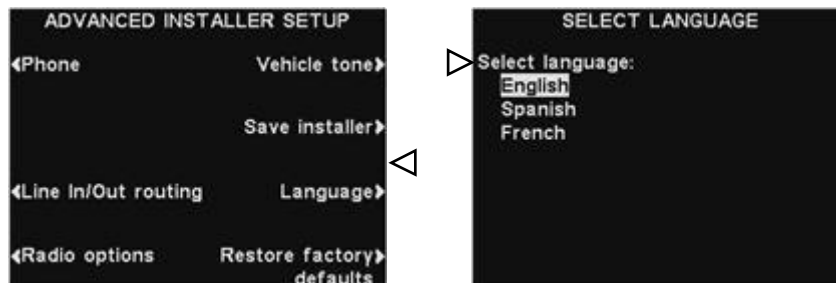 ADVANCED INSTALLER SETUP
Phone
Vehicle tone
Save installer
Line In/Out routing
Language
Radio options
Restore factory
defaults
SELECT LANGUAGE
Select language:
English
Spanish
French